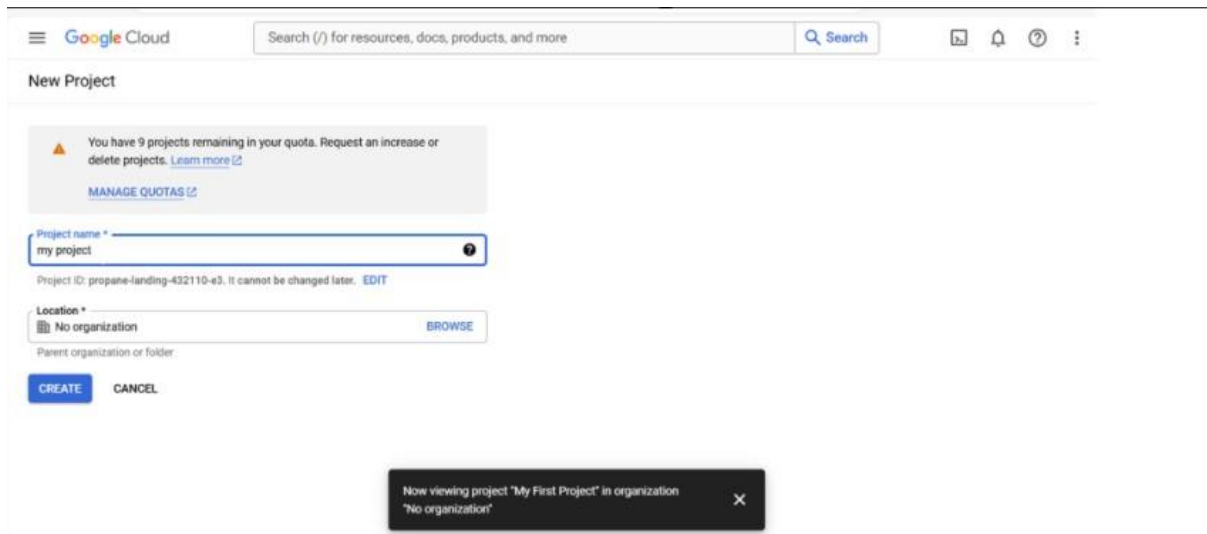 Google Cloud
Search (/) for resources, docs, products, and more
Search
New Project
You have 9 projects remaining in your quota. Request an increase or
delete projects. Learn more
MANAGE QUOTAS
Project name *
my project
Project ID: propane-landing-432110-e3. It cannot be changed later. EDIT
Location *
No organization
BROWSE
Parent organization or folder
CREATE
CANCEL
Now viewing project "My First Project" in organization
"No organization"